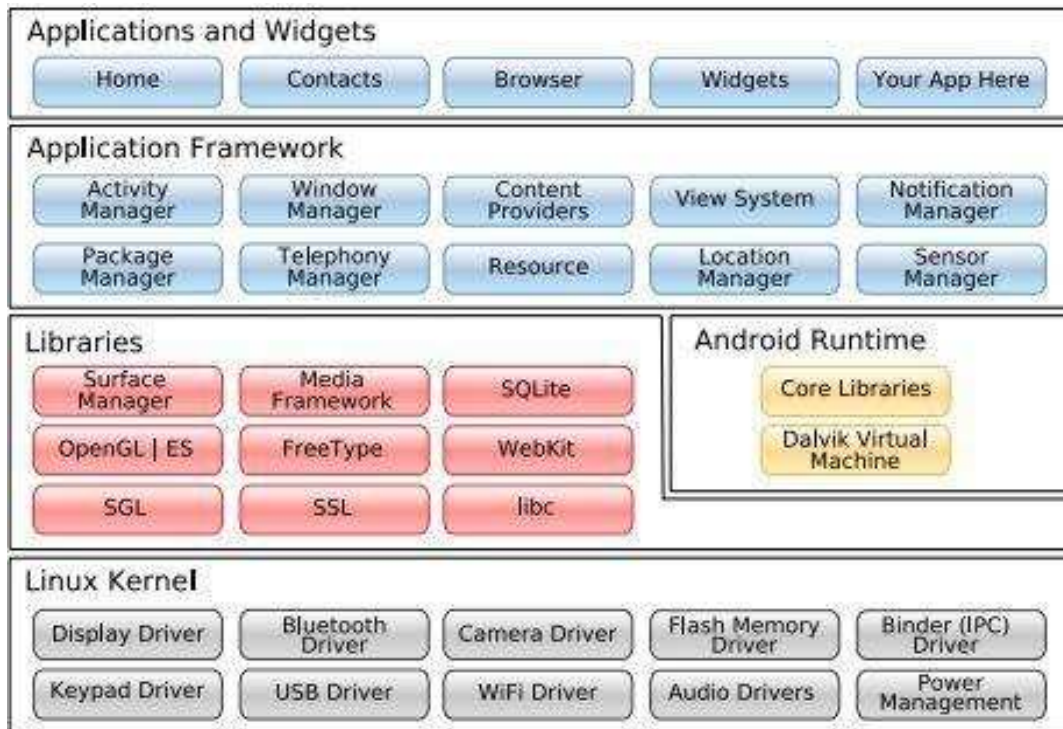 Applications and Widgets
Home
Contacts
Browser
Widgets
Your App Here
Application Framework
Activity
Manager
Window
Manager
Content
Providers
View System
Notification
Manager
Package
Manager
Telephony
Manager
Resource
Location
Manager
Sensor
Manager
Libraries
Surface
Manager
Media
Framework
SQLite
OpenGL | ES
FreeType
WebKit
SGL
SSL
libc
Android Runtime
Core Libraries
Dalvik Virtual
Machine
Linux Kernel
Display Driver
Bluetooth
Driver
Camera Driver
Flash Memory
Driver
Binder (IPC)
Driver
Keypad Driver
USB Driver
WiFi Driver
Audio Drivers
Power
Management